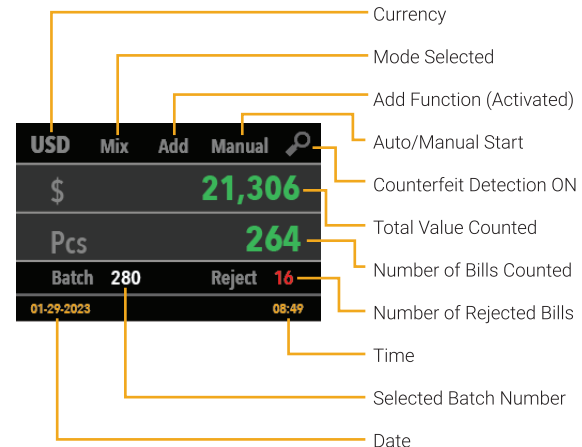 Currency
Mode Selected
Add Function (Activated)
Auto/Manual Start
Counterfeit Detection ON
Total Value Counted
Number of Bills Counted
Number of Rejected Bills
Time
Selected Batch Number
Date
USD Mix Add Manual
$ 21,306
Pcs 264
Batch 280 Reject 16
01-29-2023 08:49